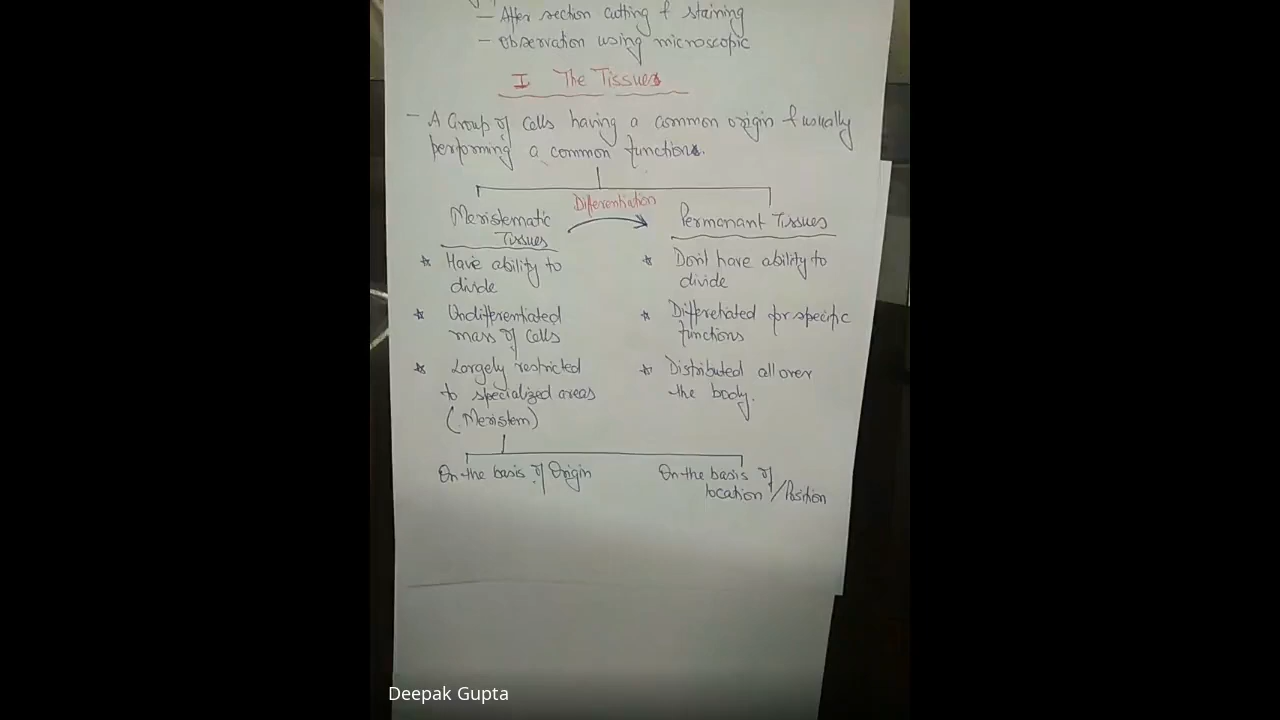 - After section cutting & staining
- Observation using microscopic
I The Tissues
- A Group of Cells having a common origin & usually
performing a common function.
Differentiation
Meristematic
Tissues
Permanant Tissues
* Have ability to
divide
* Undifferentiated
mass of Cells
* Largely restricted
to specialized areas
(Meristem)
* Don't have ability to
divide
* Differetiated for specific
functions
* Distributed all over
the body.
On the basis of Origin
On the basis of
location / Position
Deepak Gupta